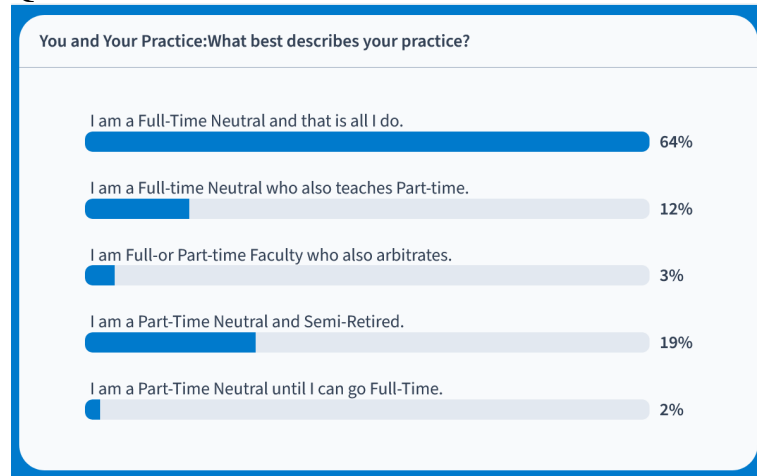 You and Your Practice:What best describes your practice?
I am a Full-Time Neutral and that is all I do.
64%
I am a Full-time Neutral who also teaches Part-time.
12%
I am Full-or Part-time Faculty who also arbitrates.
3%
I am a Part-Time Neutral and Semi-Retired.
19%
I am a Part-Time Neutral until I can go Full-Time.
2%